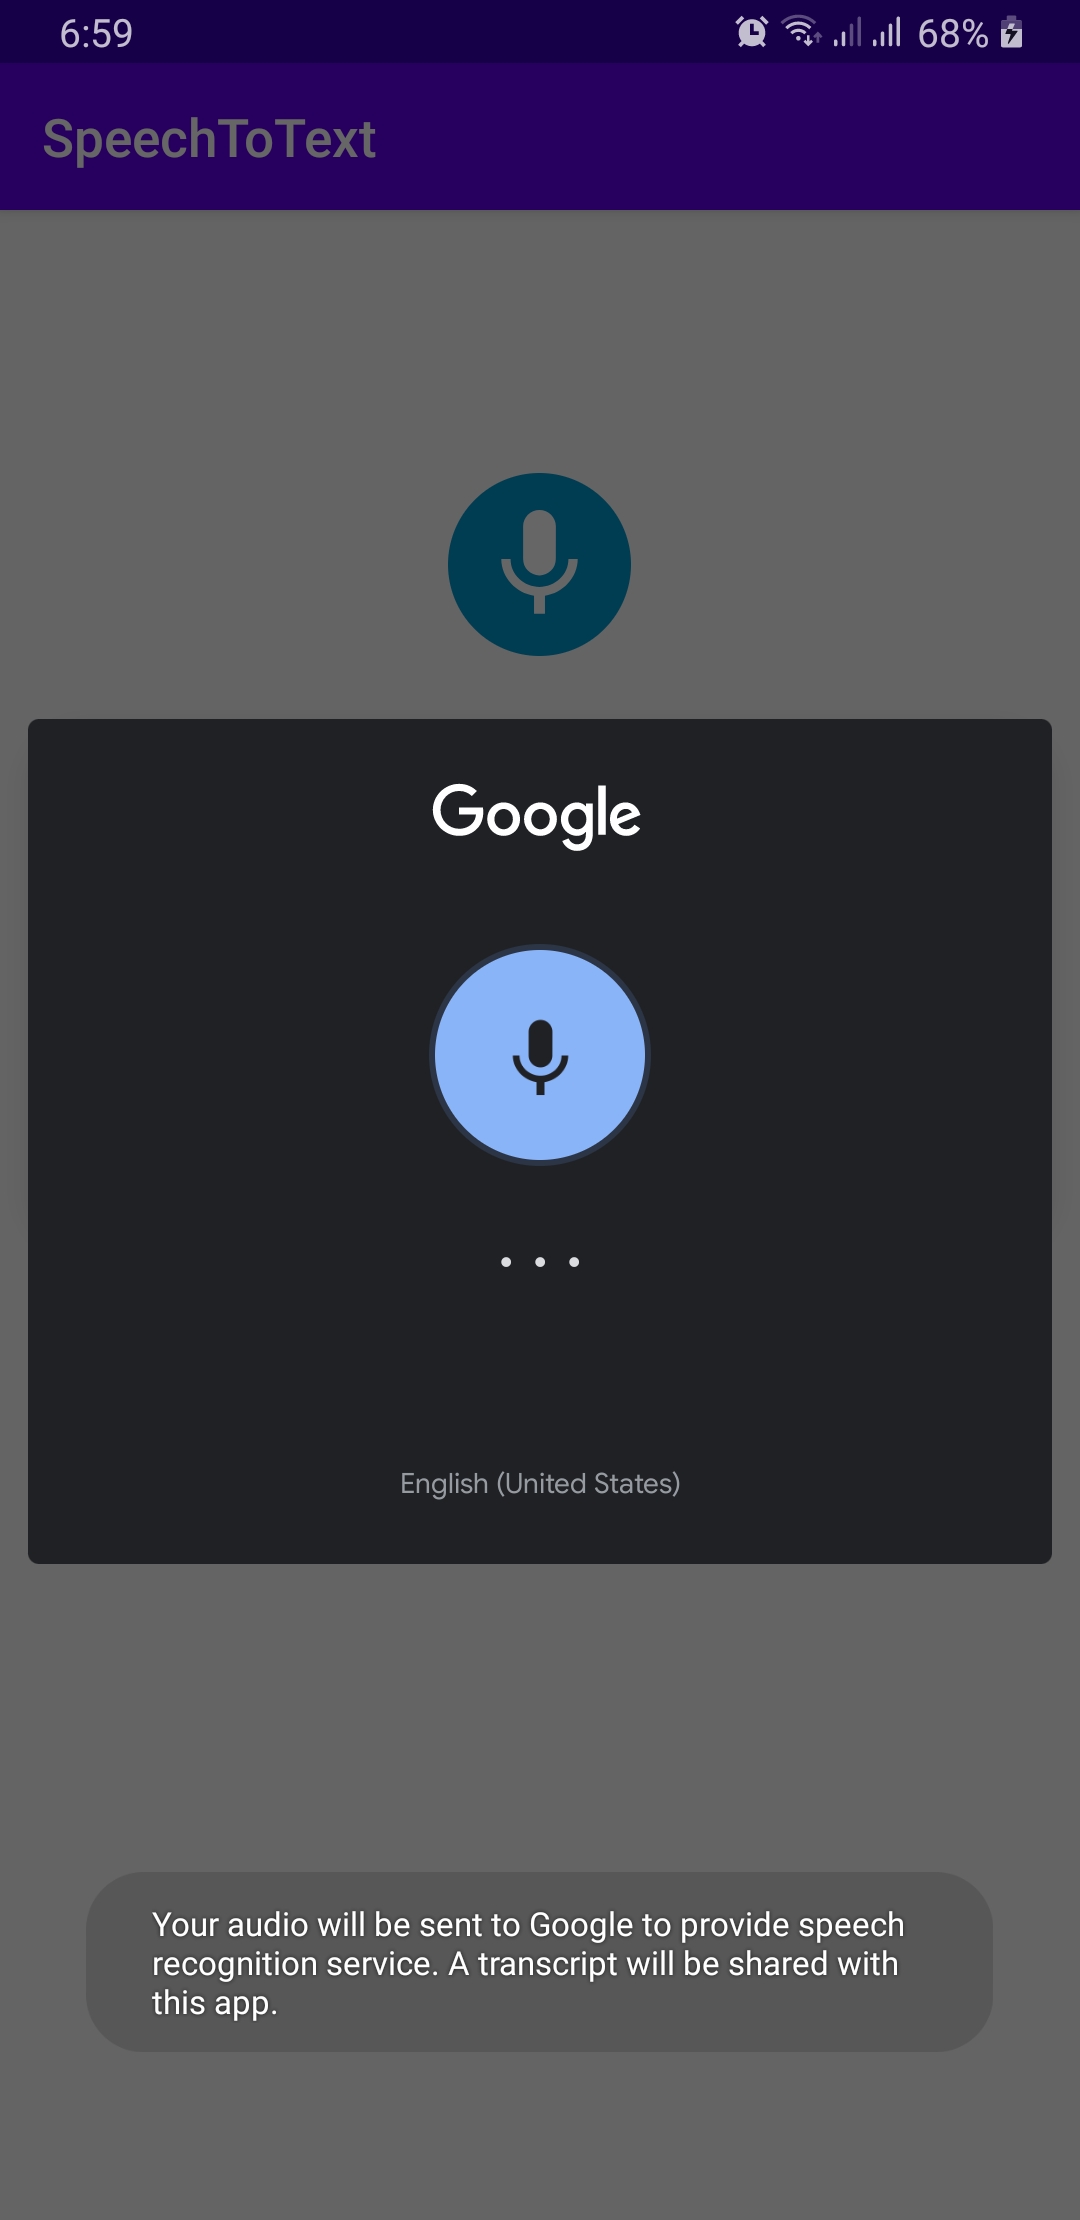 6:59
68%
SpeechToText
Google
English (United States)
Your audio will be sent to Google to provide speech
recognition service. A transcript will be shared with
this app.